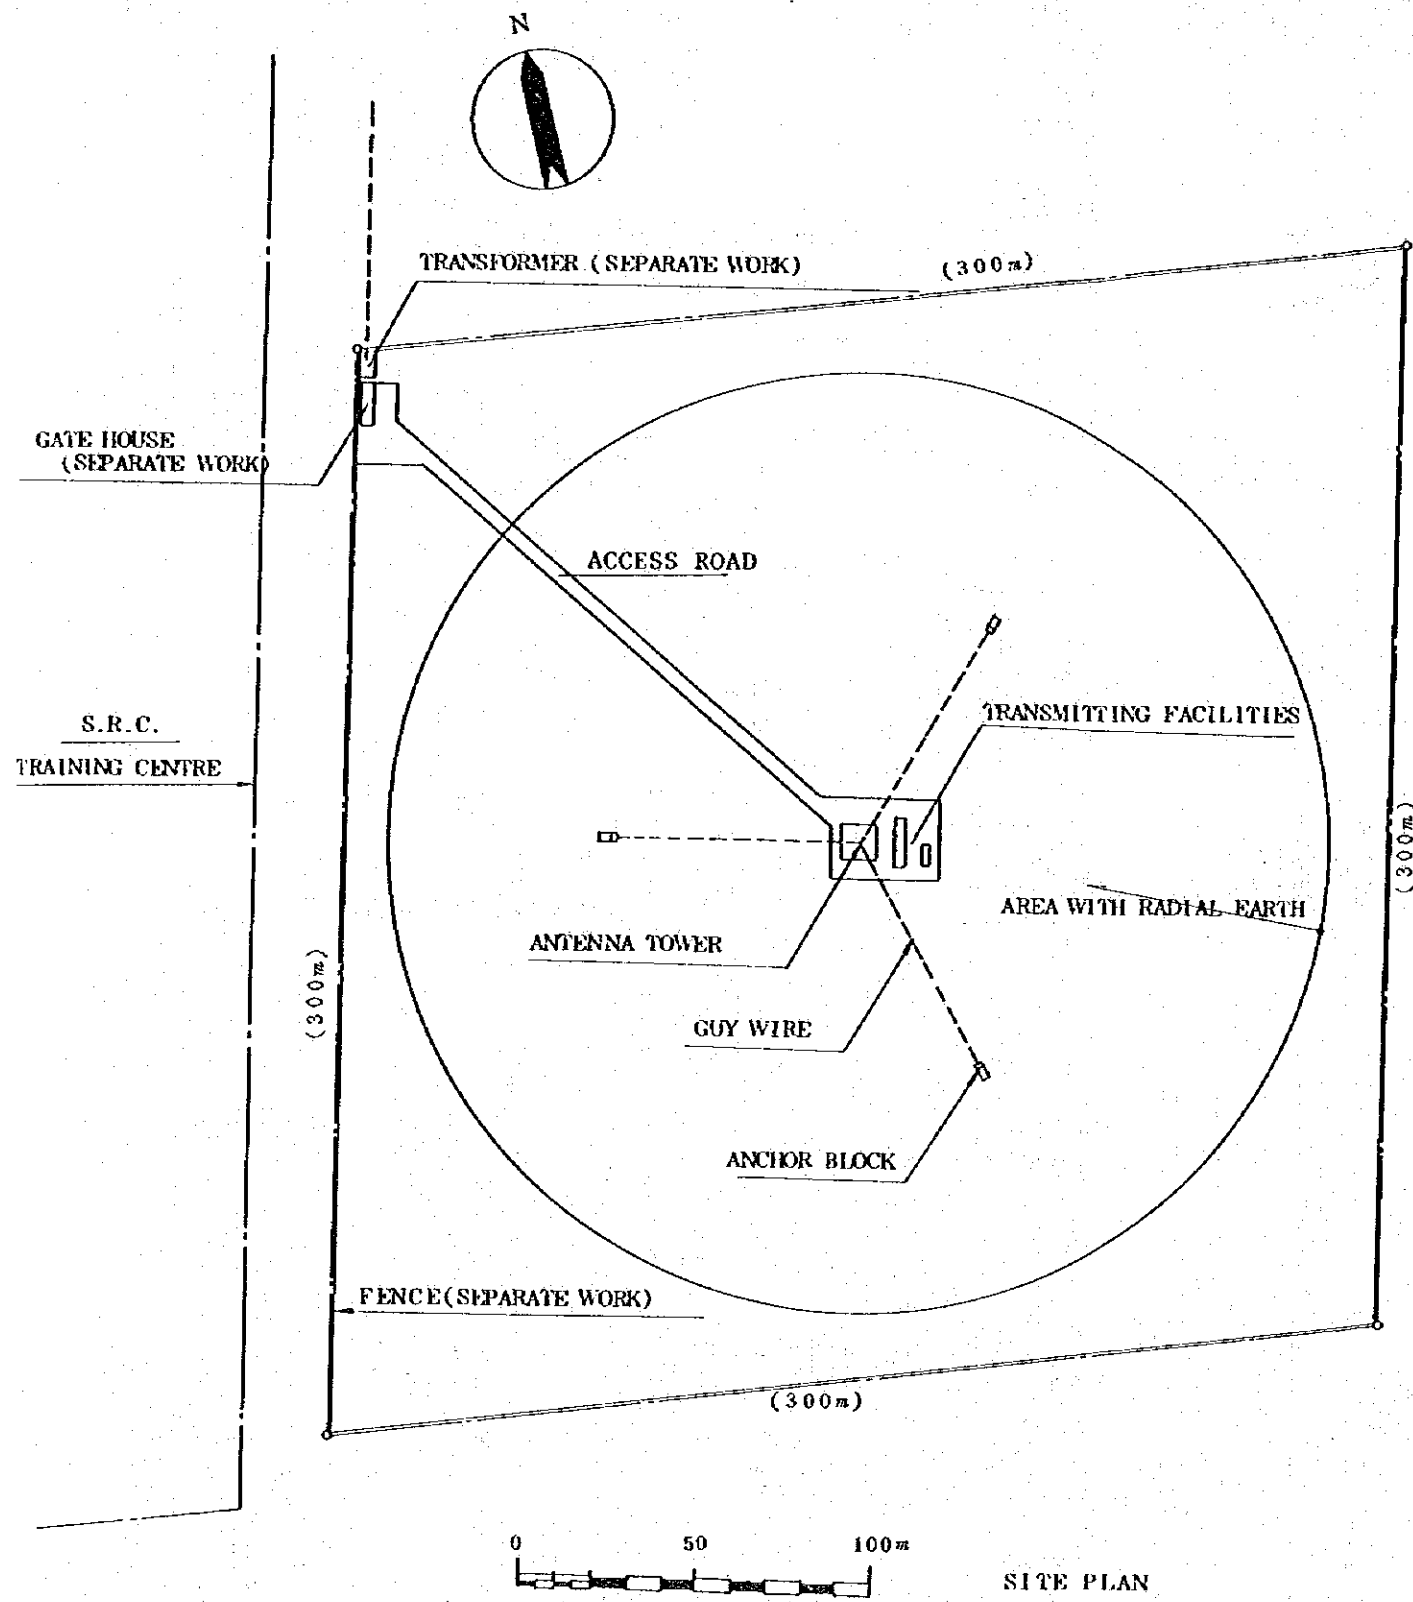 N
TRANSFORMER (SEPARATE WORK)
(300m)
GATE HOUSE
(SEPARATE WORK)
ACCESS ROAD
S.R.C.
TRAINING CENTRE
TRANSMITTING FACILITIES
(300m)
AREA WITH RADIAL EARTH
ANTENNA TOWER
(300m)
GUY WIRE
ANCHOR BLOCK
FENCE (SEPARATE WORK)
(300m)
0 50 100m
SITE PLAN